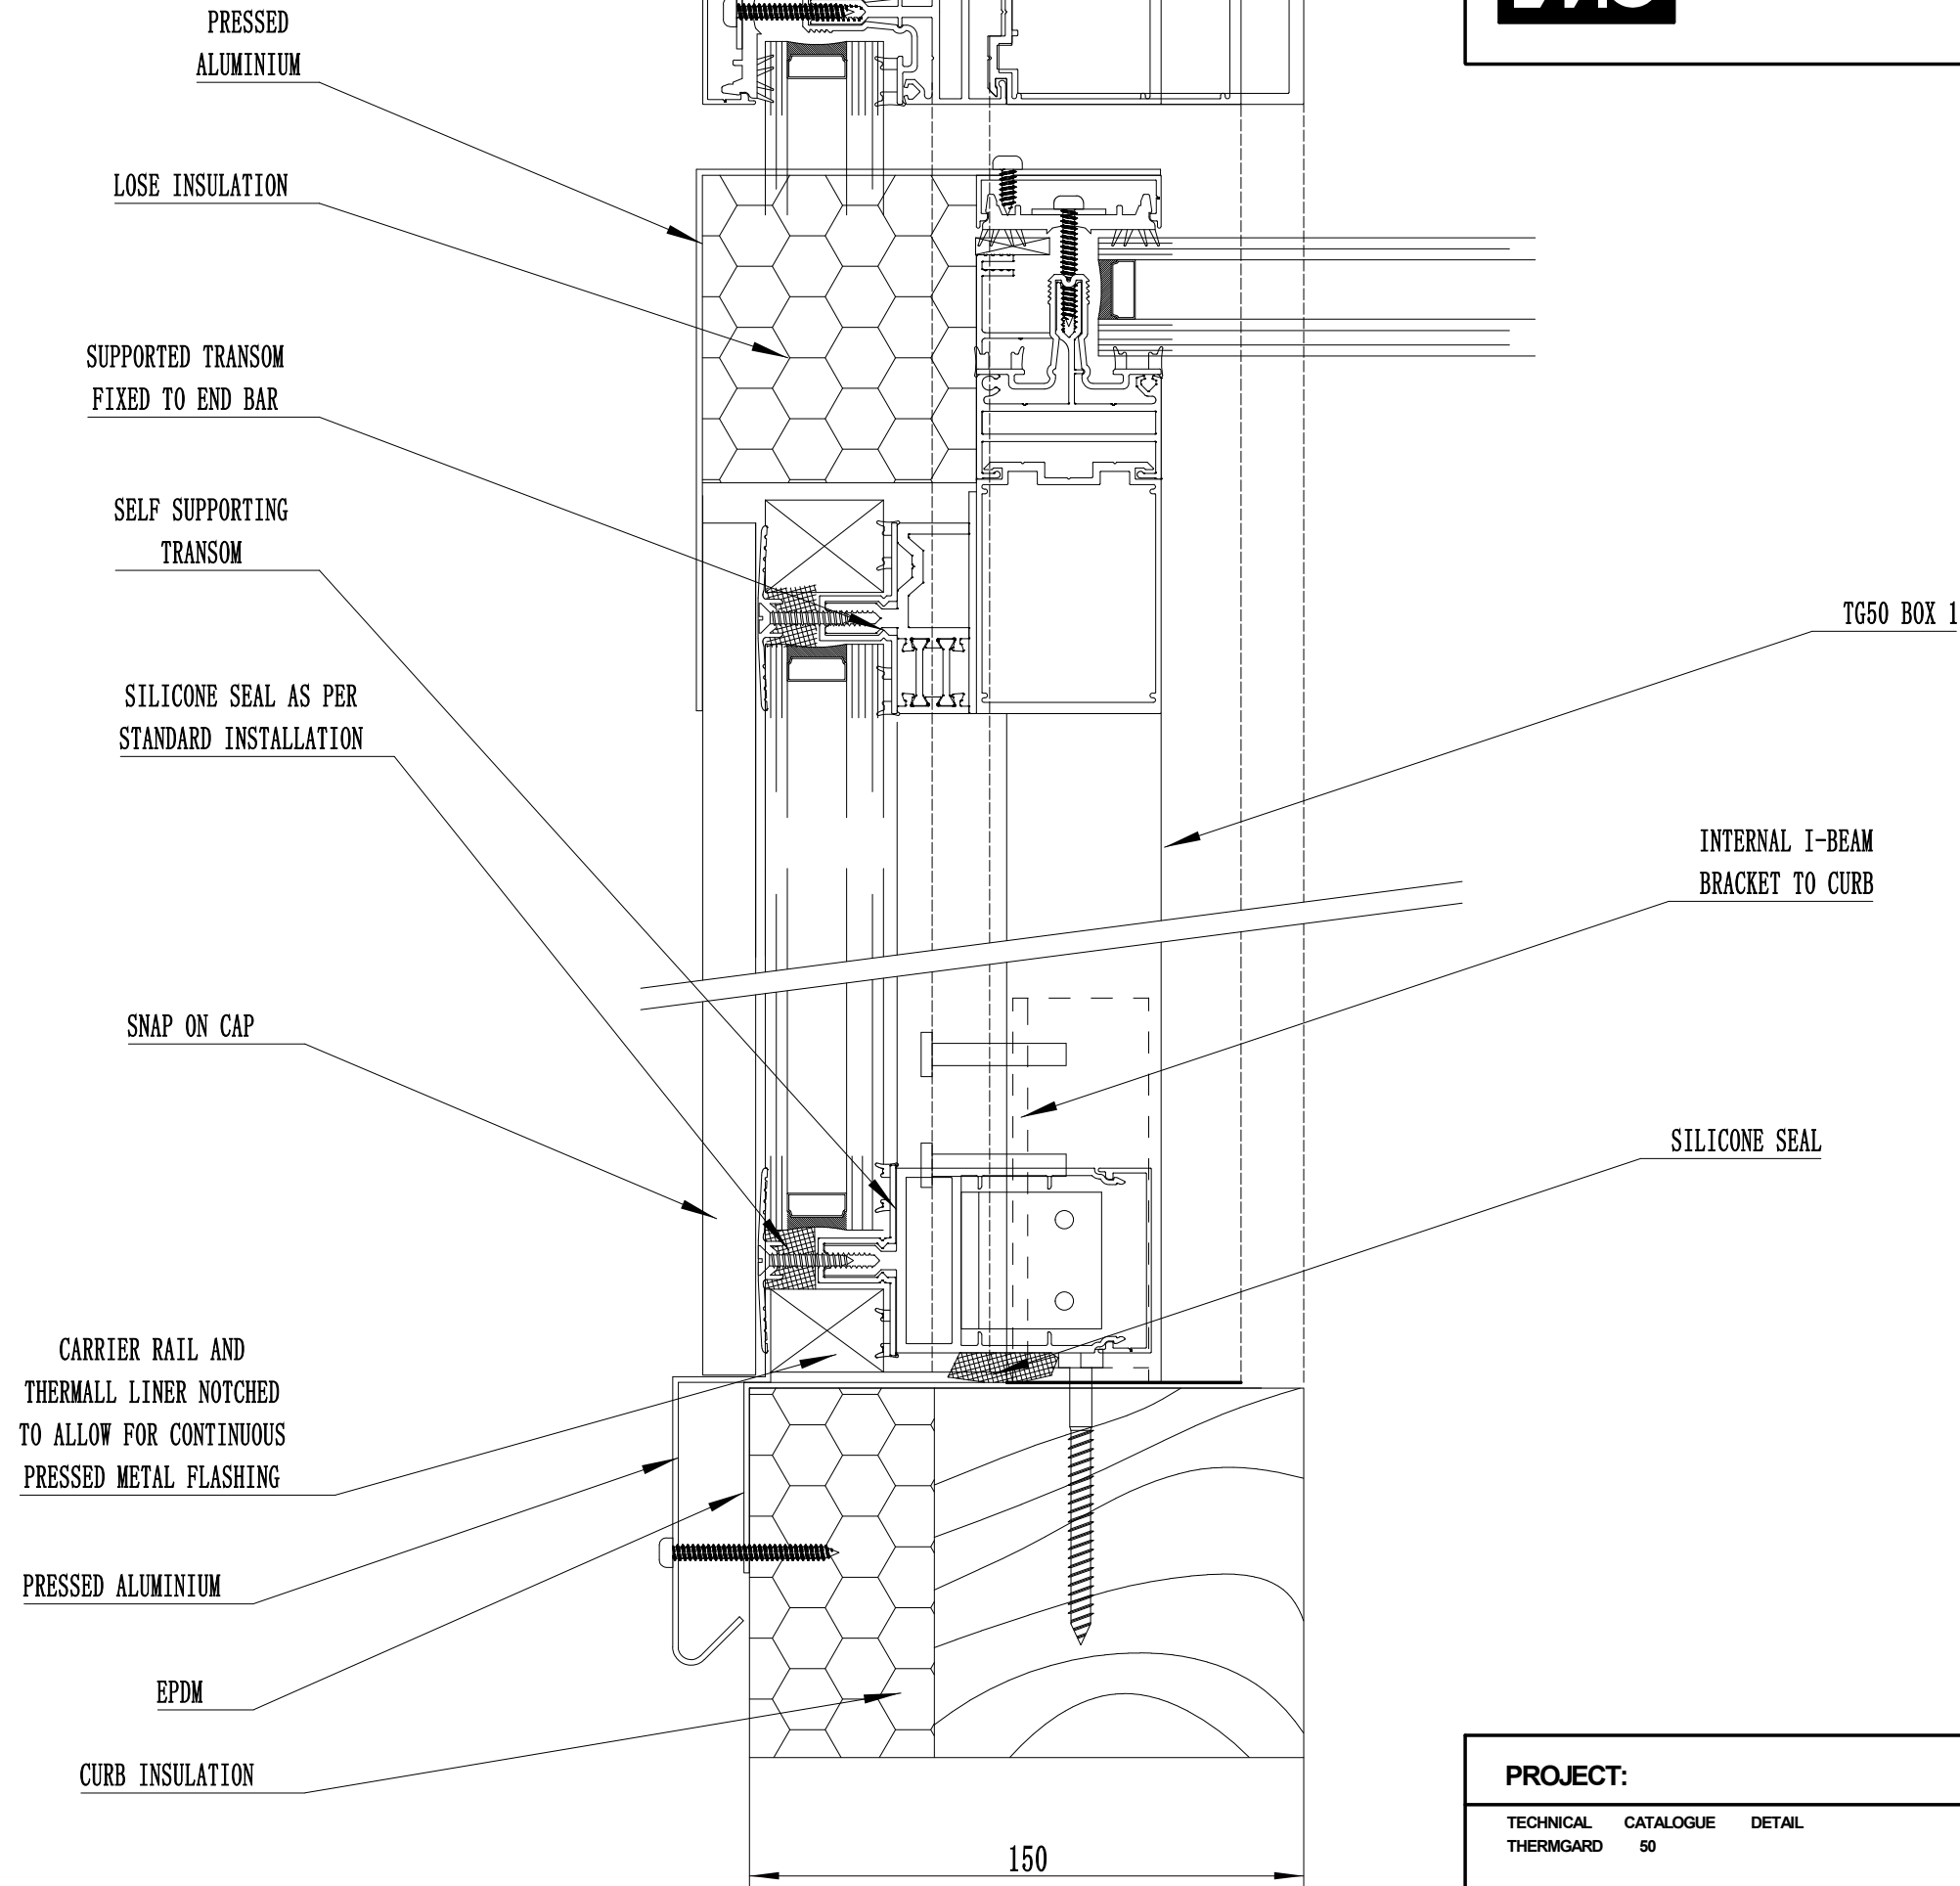 PRESSED
ALUMINIUM
LOSE INSULATION
SUPPORTED TRANSOM
FIXED TO END BAR
SELF SUPPORTING
TRANSOM
SILICONE SEAL AS PER
STANDARD INSTALLATION
SNAP ON CAP
CARRIER RAIL AND
THERMALL LINER NOTCHED
TO ALLOW FOR CONTINUOUS
PRESSED METAL FLASHING
PRESSED ALUMINIUM
EPDM
CURB INSULATION
TG50 BOX 1
INTERNAL I-BEAM
BRACKET TO CURB
SILICONE SEAL
150
PROJECT:
TECHNICAL CATALOGUE DETAIL
THERMGARD 50